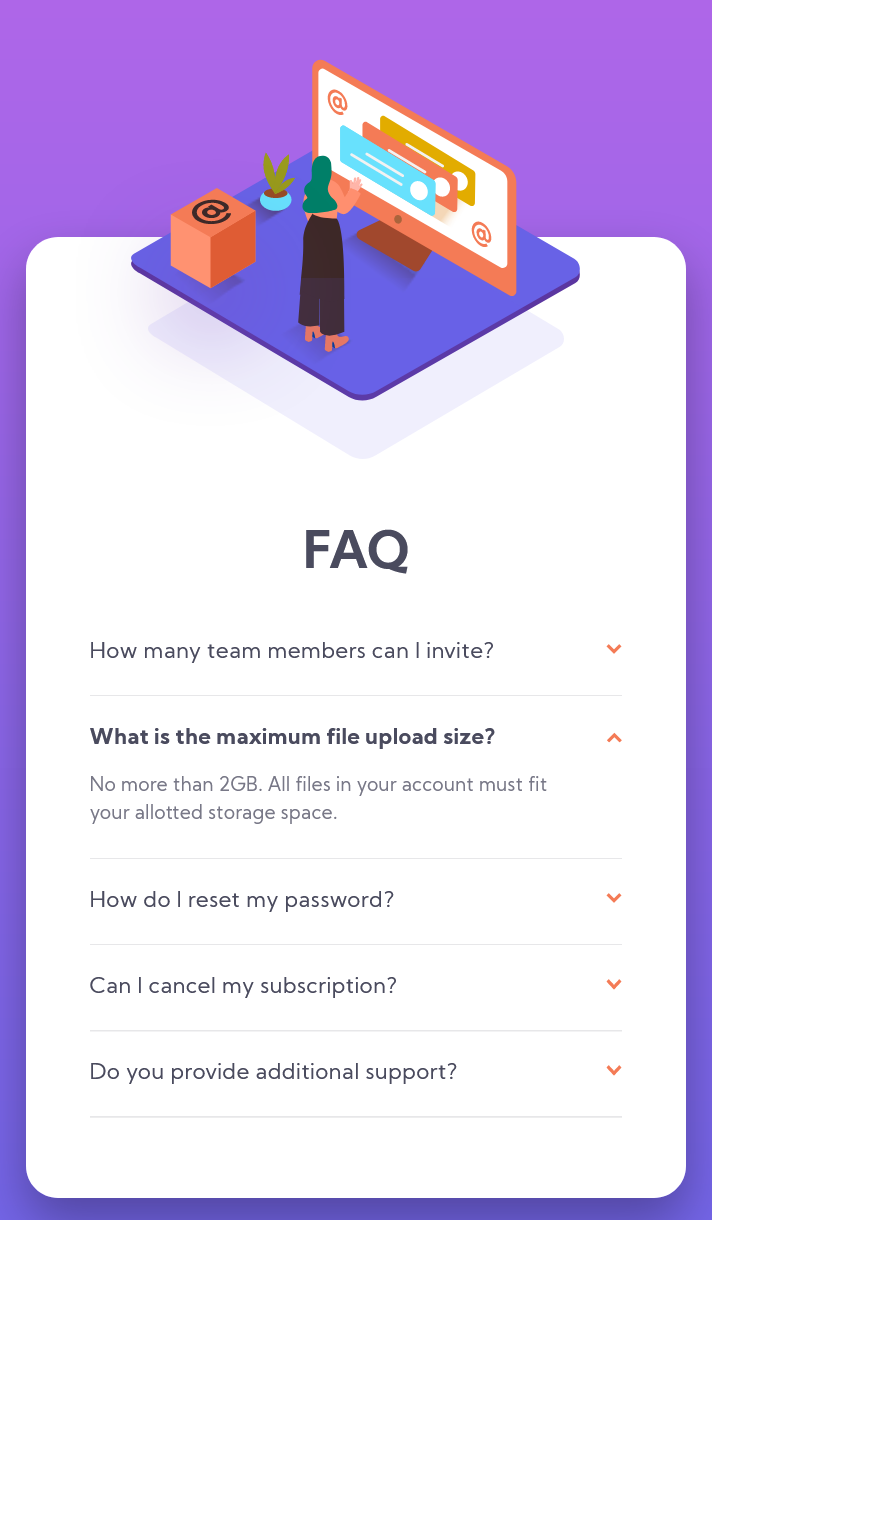 @
@
@
FAQ
How many team members can I invite?
What is the maximum file upload size?
No more than 2GB. All files in your account must fit
your allotted storage space.
How do I reset my password?
Can I cancel my subscription?
Do you provide additional support?